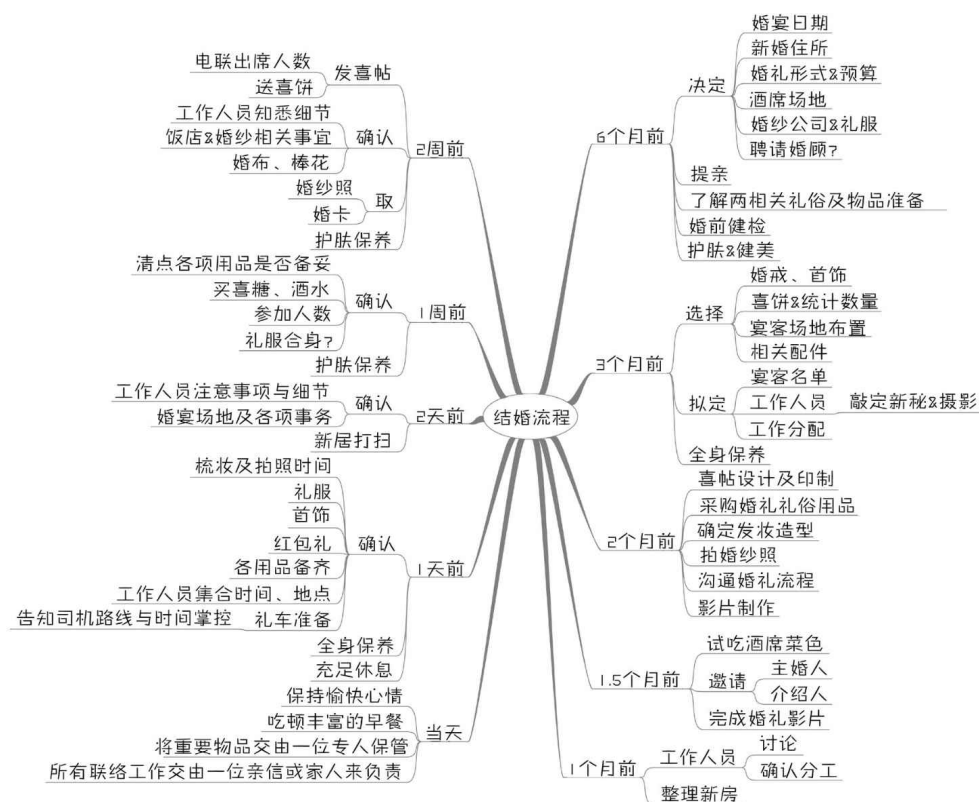 结婚流程
6个月前
决定
婚宴日期
新婚住所
婚礼形式&预算
酒席场地
婚纱公司&礼服
聘请婚顾?
提亲
了解两相关礼俗及物品准备
婚前健检
护肤&健美
3个月前
选择
婚戒、首饰
喜饼&统计数量
宴客场地布置
相关配件
拟定
宴客名单
工作人员
敲定新秘&摄影
工作分配
全身保养
2个月前
喜帖设计及印制
采购婚礼礼俗用品
确定发妆造型
拍婚纱照
沟通婚礼流程
影片制作
1.5个月前
试吃酒席菜色
邀请
主婚人
介绍人
完成婚礼影片
1个月前
工作人员
讨论
确认分工
整理新房
2周前
发喜帖
电联出席人数
送喜饼
确认
工作人员知悉细节
饭店&婚纱相关事宜
婚布、棒花
取
婚纱照
婚卡
护肤保养
1周前
确认
清点各项用品是否备妥
买喜糖、酒水
参加人数
礼服合身?
护肤保养
2天前
确认
工作人员注意事项与细节
婚宴场地及各项事务
新居打扫
1天前
确认
梳妆及拍照时间
礼服
首饰
红包礼
各用品备齐
工作人员集合时间、地点
礼车准备
告知司机路线与时间掌控
全身保养
充足休息
当天
保持愉快心情
吃顿丰富的早餐
将重要物品交由一位专人保管
所有联络工作交由一位亲信或家人来负责